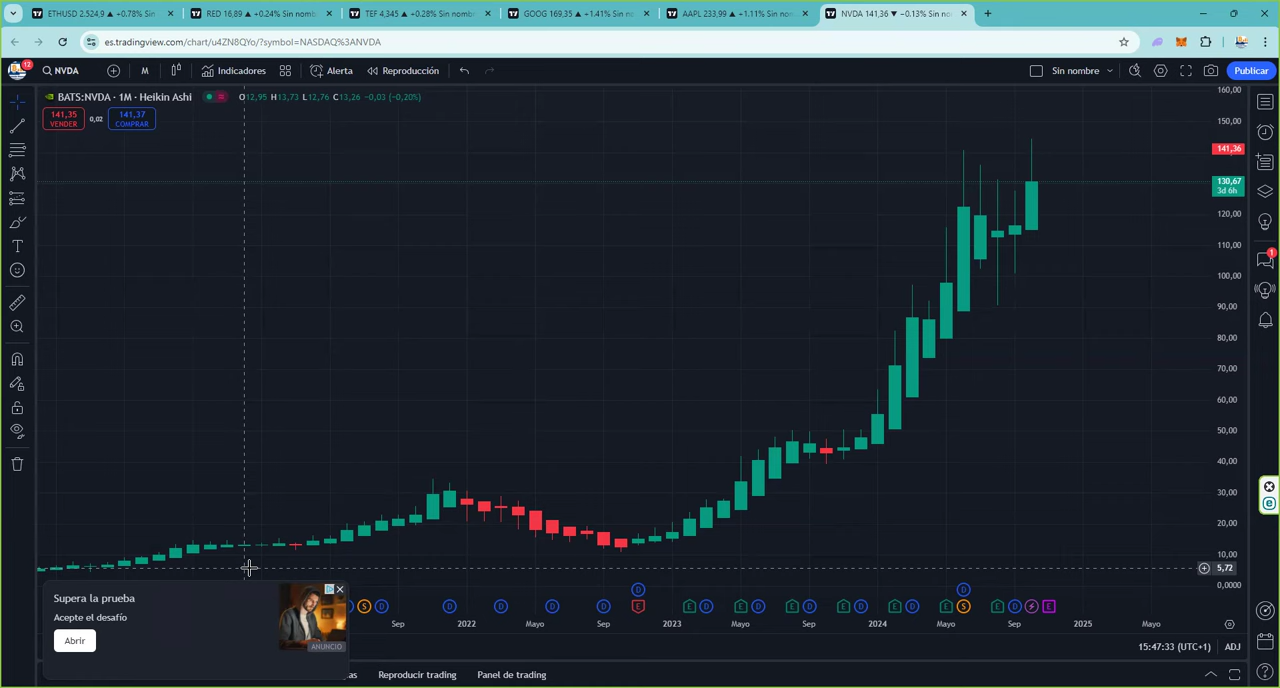 ETHUSD 2.524,9 ▲ +0.78% Sin
RED 16,89 ▲ +0.24% Sin nombre
TEF 4,345 ▲ +0.28% Sin nomb
GOOG 169,35 ▲ +1.41% Sin no
AAPL 233,99 ▲ +1.11% Sin nom
NVDA 141,36 ▼ −0.13% Sin no
es.tradingview.com/chart/u4ZN8QYo/?symbol=NASDAQ%3ANVDA
12
NVDA
M
Indicadores
Alerta
Reproducción
Sin nombre
Publicar
BATS:NVDA · 1M · Heikin Ashi
O12,95 H13,73 L12,76 C13,26 −0,03 (−0,20%)
141,35
VENDER
0,02
141,37
COMPRAR
160,00
150,00
141,36
130,67
3d 6h
120,00
110,00
100,00
90,00
80,00
70,00
60,00
50,00
40,00
30,00
20,00
10,00
5,72
0,0000
1
Supera la prueba
Acepte el desafío
Abrir
ANUNCIO
S D D D D D E D E D E D E D E D E D E D S E D E
Sep 2022 Mayo Sep 2023 Mayo Sep 2024 Mayo Sep 2025 Mayo
15:47:33 (UTC+1) ADJ
as
Reproducir trading
Panel de trading